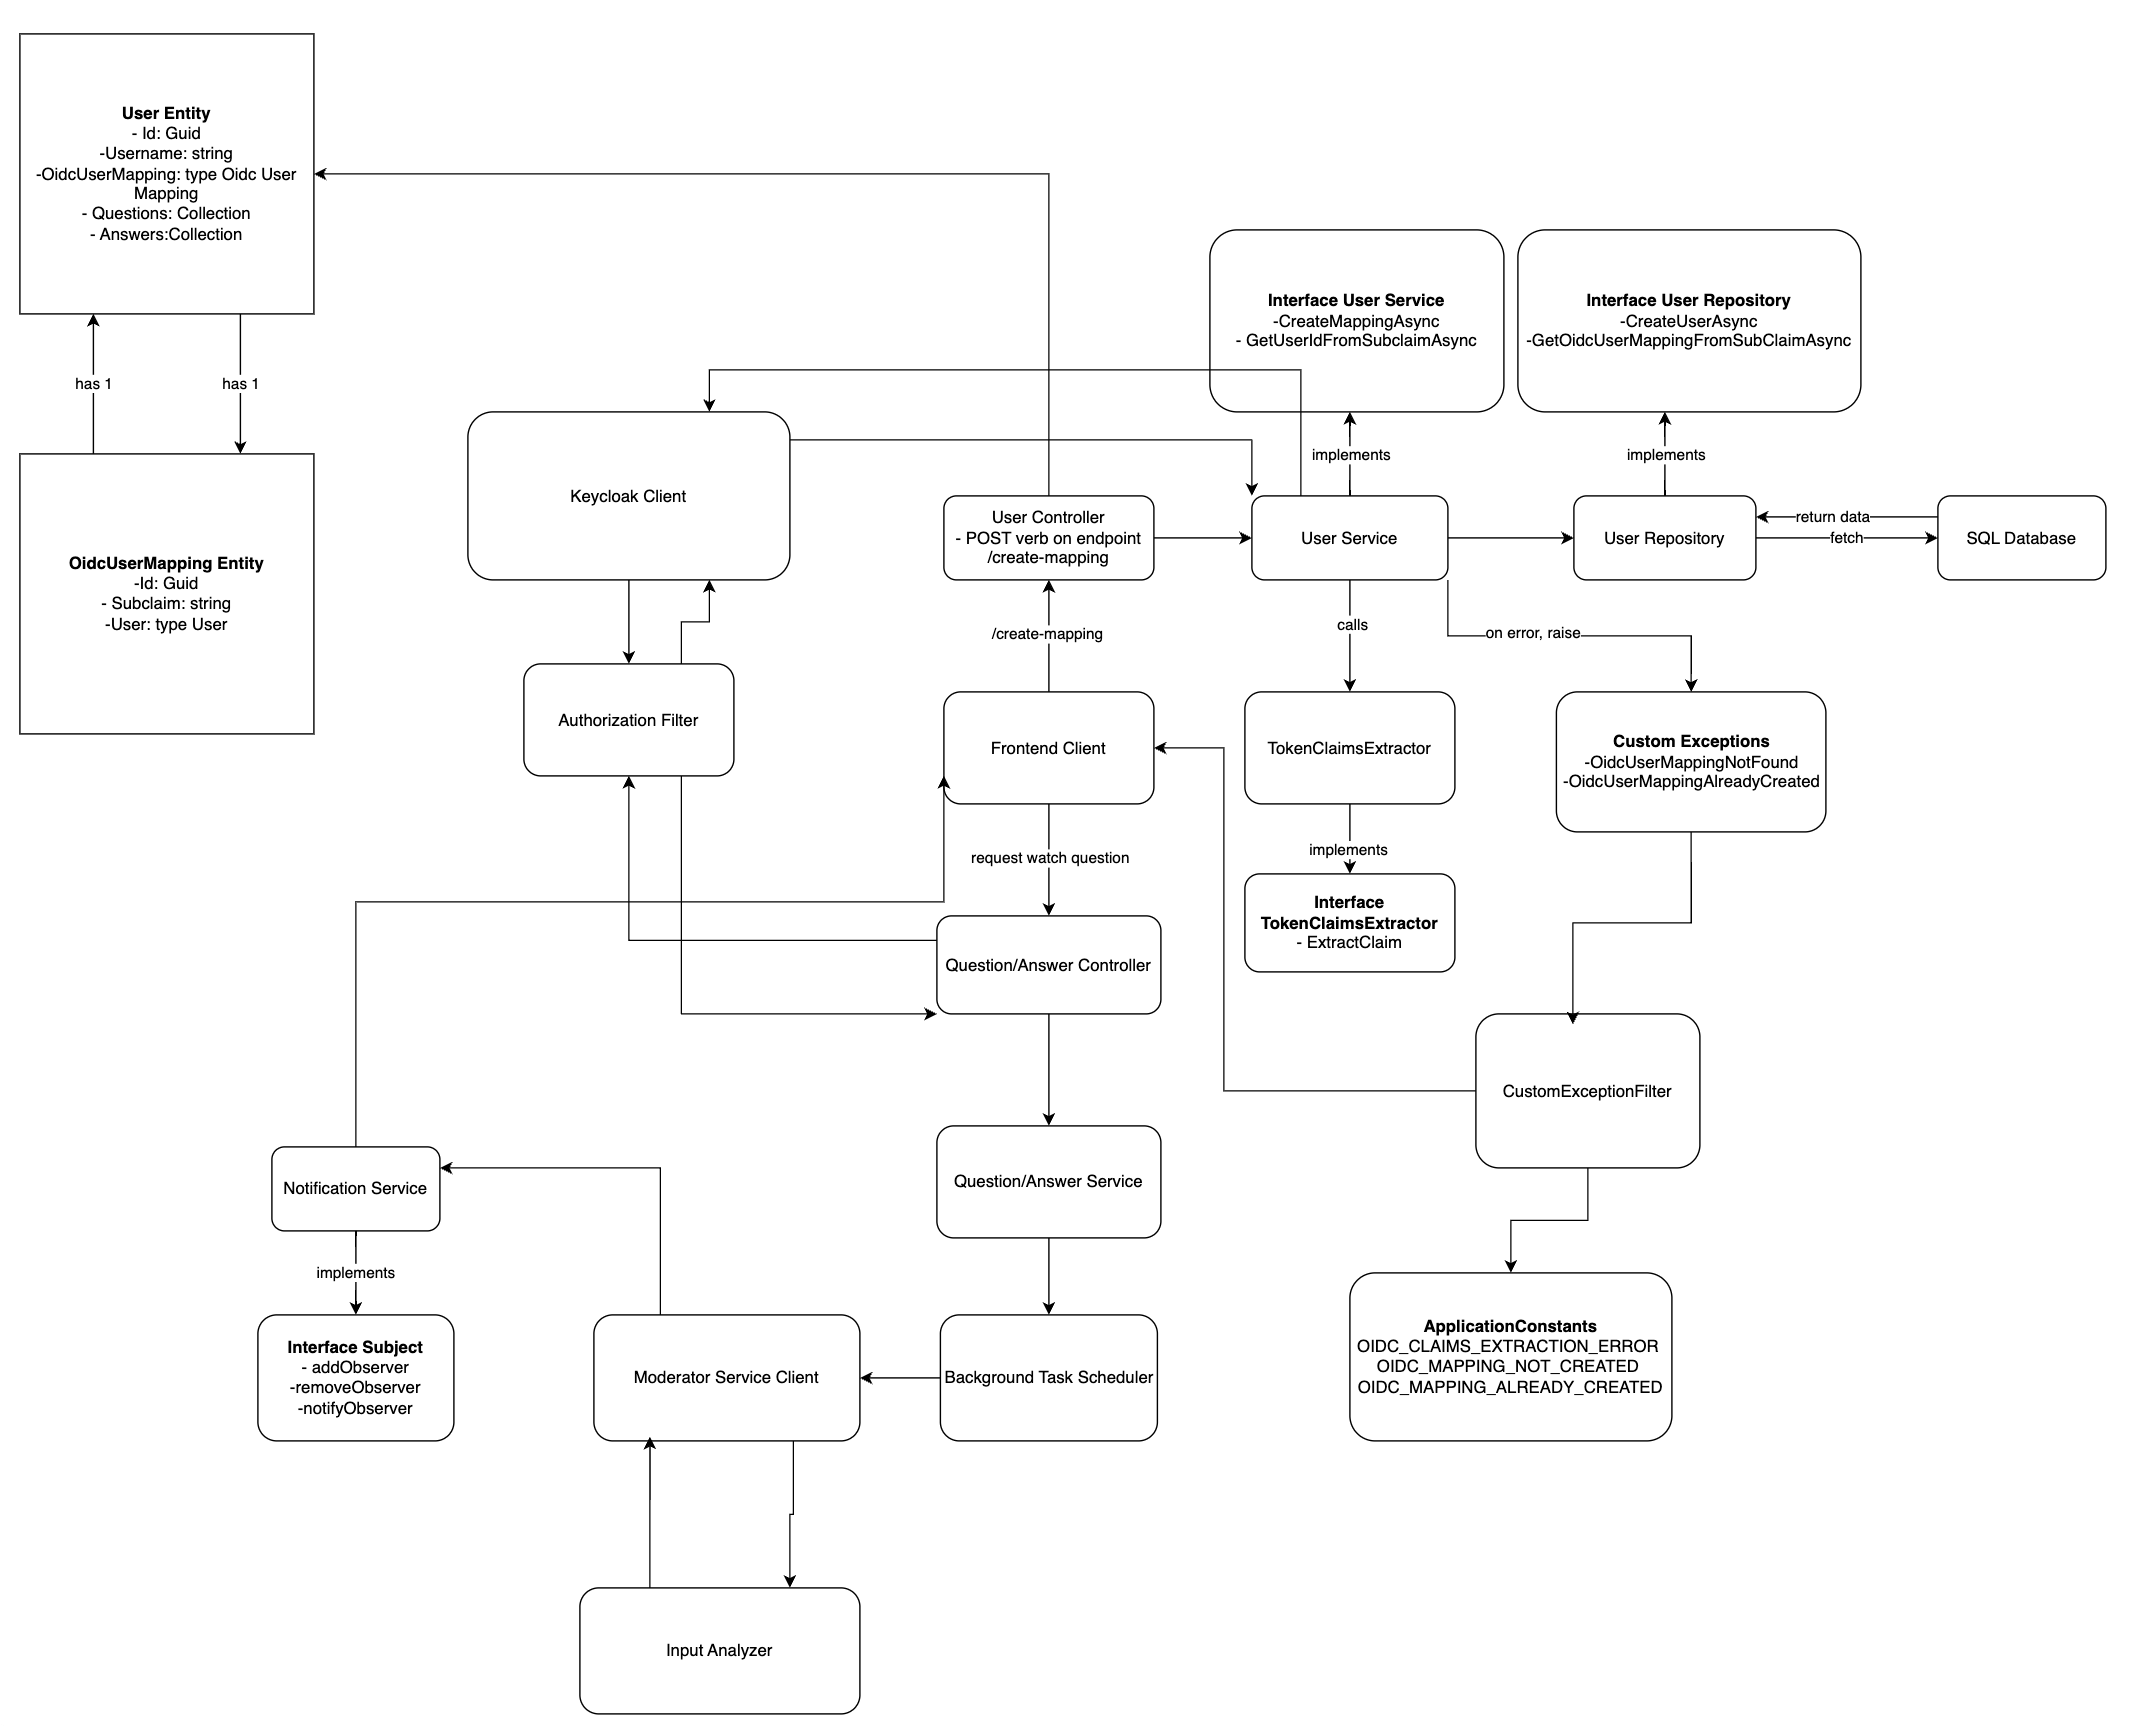 User Entity
- Id: Guid
-Username: string
-OidcUserMapping: type Oidc User
Mapping
- Questions: Collection
- Answers:Collection
has 1
has 1
OidcUserMapping Entity
-Id: Guid
- Subclaim: string
-User: type User
Interface User Service
-CreateMappingAsync
- GetUserIdFromSubclaimAsync
Interface User Repository
-CreateUserAsync
-GetOidcUserMappingFromSubClaimAsync
implements
implements
Keycloak Client
User Controller
- POST verb on endpoint
/create-mapping
User Service
User Repository
return data
fetch
SQL Database
/create-mapping
calls
on error, raise
Authorization Filter
Frontend Client
TokenClaimsExtractor
Custom Exceptions
-OidcUserMappingNotFound
-OidcUserMappingAlreadyCreated
request watch question
implements
Interface
TokenClaimsExtractor
- ExtractClaim
Question/Answer Controller
CustomExceptionFilter
Notification Service
Question/Answer Service
implements
Interface Subject
- addObserver
-removeObserver
-notifyObserver
Moderator Service Client
Background Task Scheduler
ApplicationConstants
OIDC_CLAIMS_EXTRACTION_ERROR
OIDC_MAPPING_NOT_CREATED
OIDC_MAPPING_ALREADY_CREATED
Input Analyzer